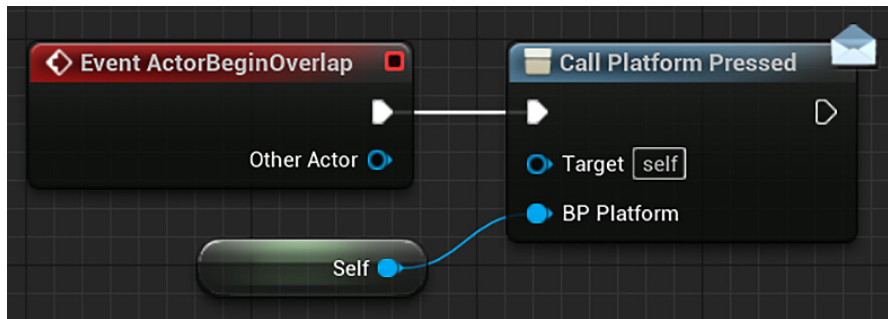 Event ActorBeginOverlap
Call Platform Pressed
Other Actor
Target self
BP Platform
Self